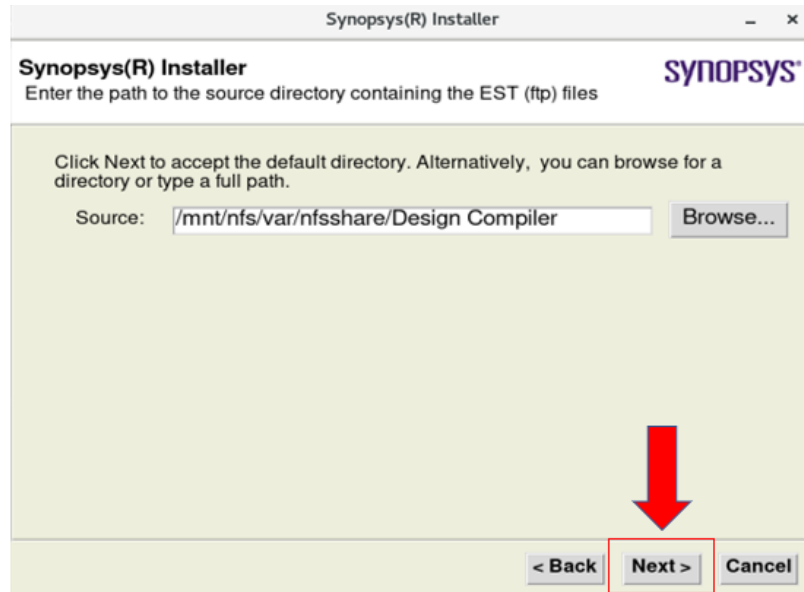 Synopsys(R) Installer
Synopsys(R) Installer
SYNOPSYS®
Enter the path to the source directory containing the EST (ftp) files
Click Next to accept the default directory. Alternatively, you can browse for a
directory or type a full path.
Source: /mnt/nfs/var/nfsshare/Design Compiler Browse...
< Back Next > Cancel